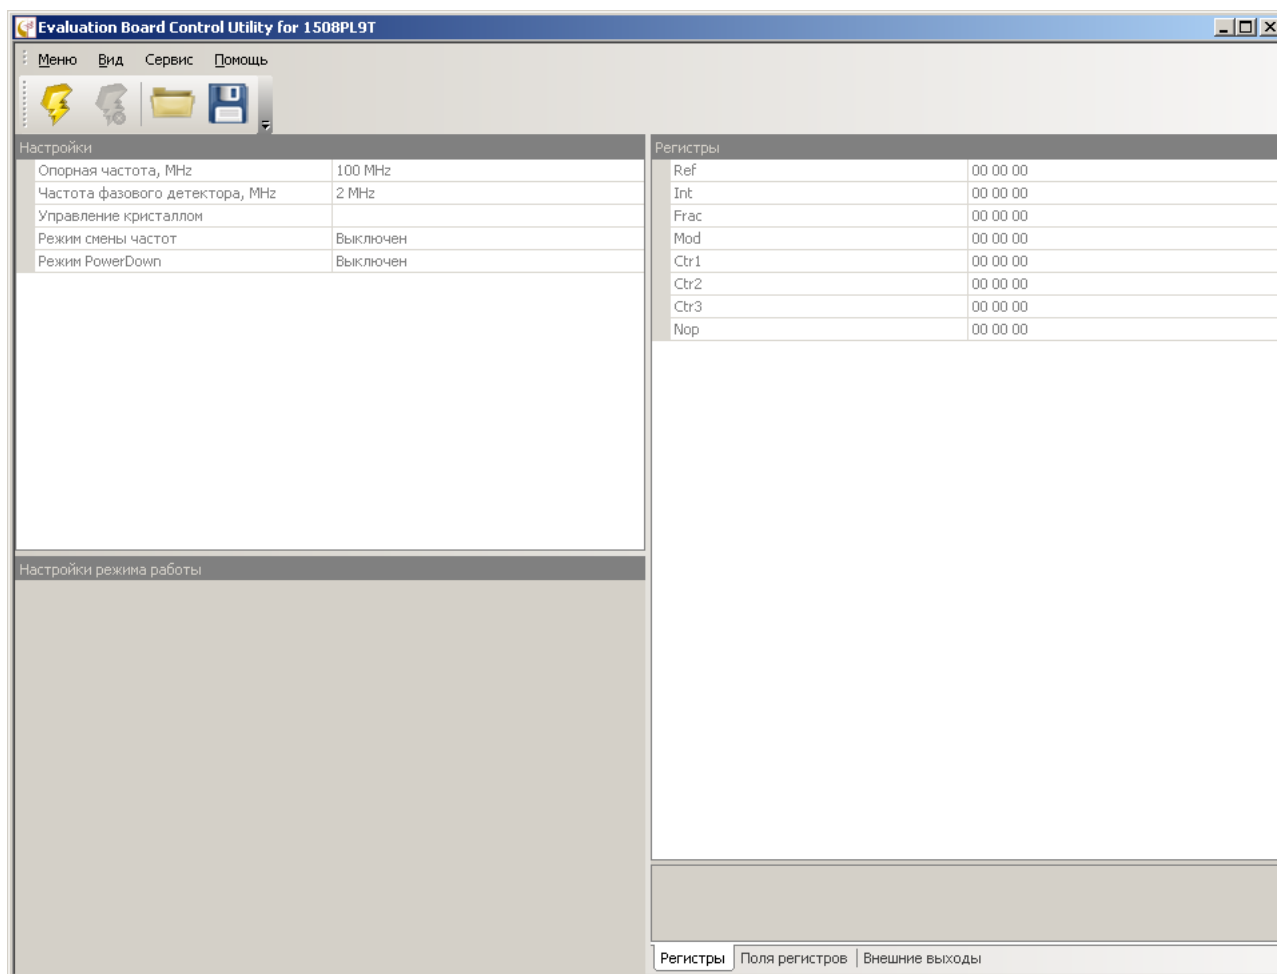 Evaluation Board Control Utility for 1508PL9T
Меню Вид Сервис Помощь
Настройки
Опорная частота, MHz 100 MHz
Частота фазового детектора, MHz 2 MHz
Управление кристаллом
Режим смены частот Выключен
Режим PowerDown Выключен
Настройки режима работы
Регистры
Ref 00 00 00
Int 00 00 00
Frac 00 00 00
Mod 00 00 00
Ctr1 00 00 00
Ctr2 00 00 00
Ctr3 00 00 00
Nop 00 00 00
Регистры Поля регистров Внешние выходы